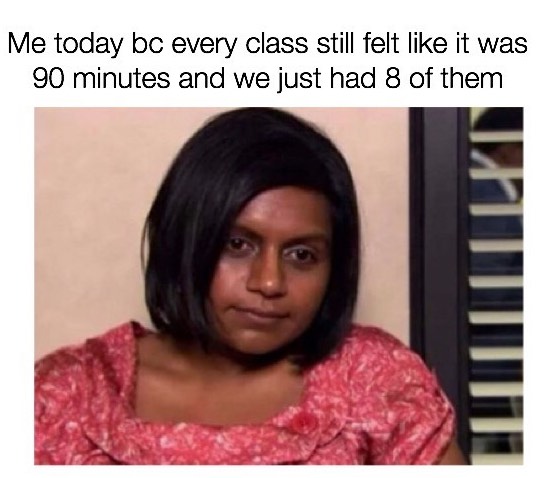 Me today bc every class still felt like it was
90 minutes and we just had 8 of them